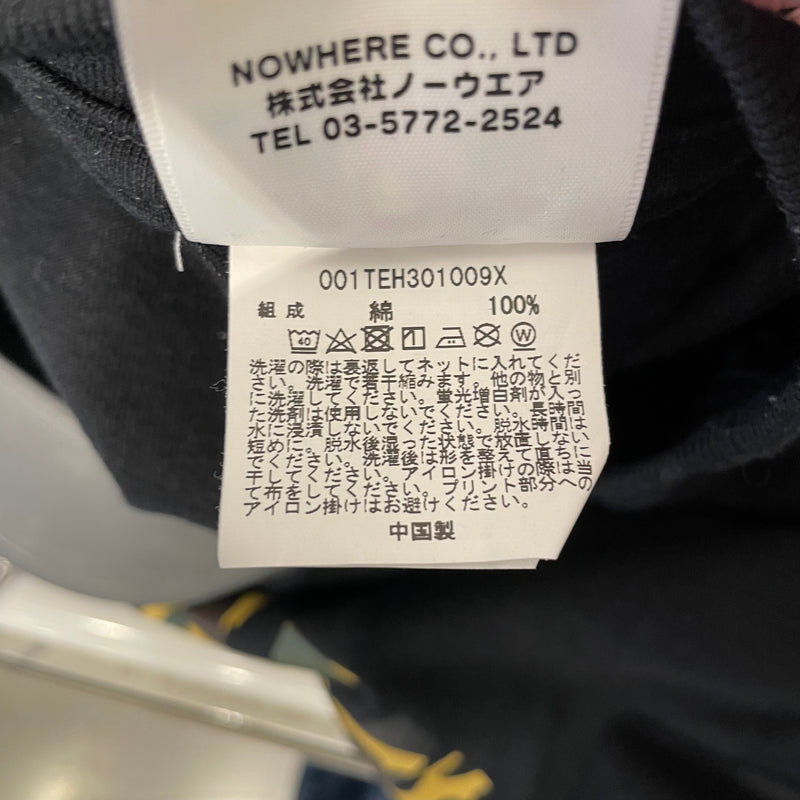 NOWHERE CO., LTD
株式会社ノーウエア
TEL 03-5772-2524
001TEH301009X
組成 綿 100%
40 W
洗濯の際は裏返してネットに入れてくだ
さい。洗濯で若干縮みます。他の物と別
に洗濯してください。蛍光増白剤が入っ
た洗剤は使用しないでください。長時間
水に浸漬しないでください。脱水時間は
短めに。脱水後湿った状態で放置しないに
でください。洗濯後は形を整えて直ちに
干してください。アイロン掛けの際は当
て布をしてください。プリント部分への
アイロン掛けはお避けください。
中国製